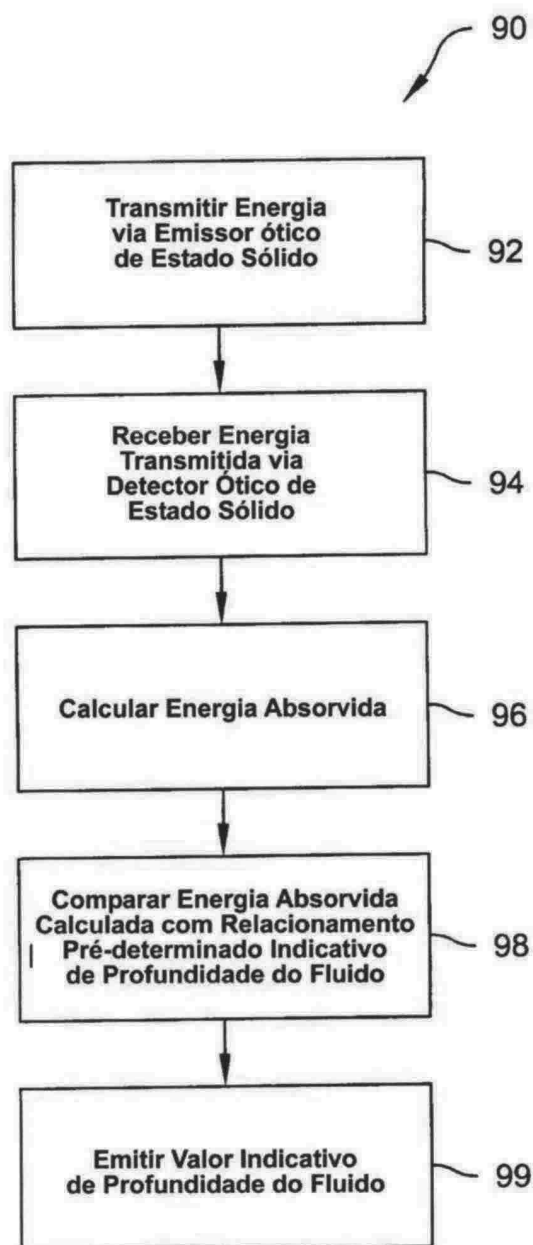 90
Transmitir Energia
via Emissor ótico
de Estado Sólido
92
Receber Energia
Transmitida via
Detector Ótico de
Estado Sólido
94
Calcular Energia Absorvida
96
Comparar Energia Absorvida
Calculada com Relacionamento
Pré-determinado Indicativo
de Profundidade do Fluido
98
Emitir Valor Indicativo
de Profundidade do Fluido
99